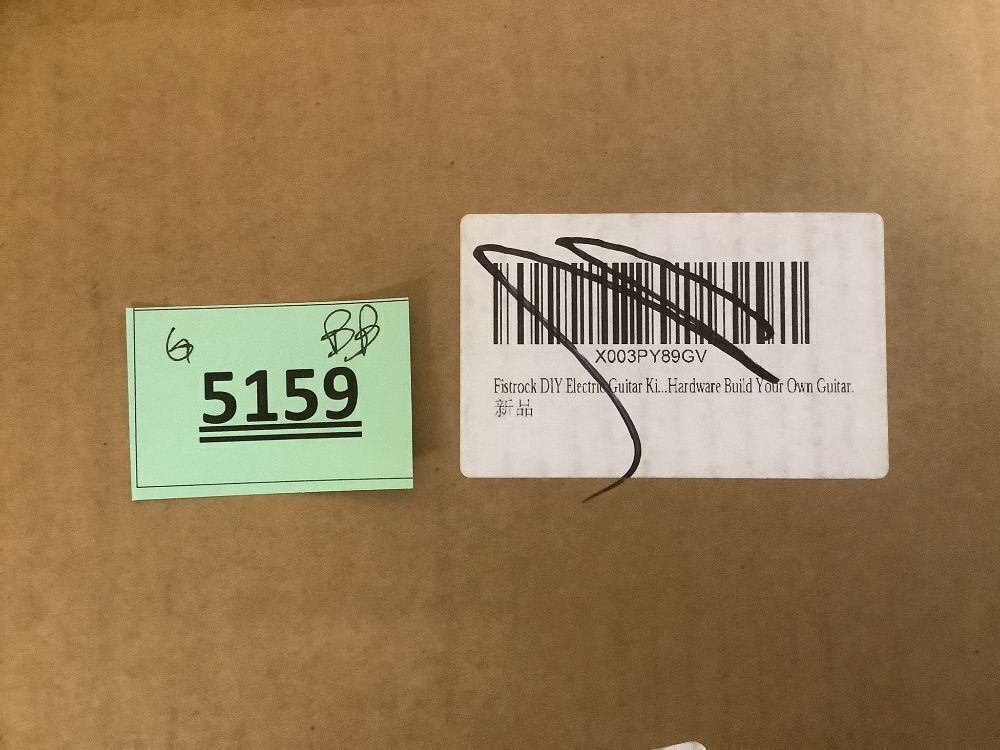 G BB
5159
X003PY89GV
Fistrock DIY Electric Guitar Ki...Hardware Build Your Own Guitar.
新品